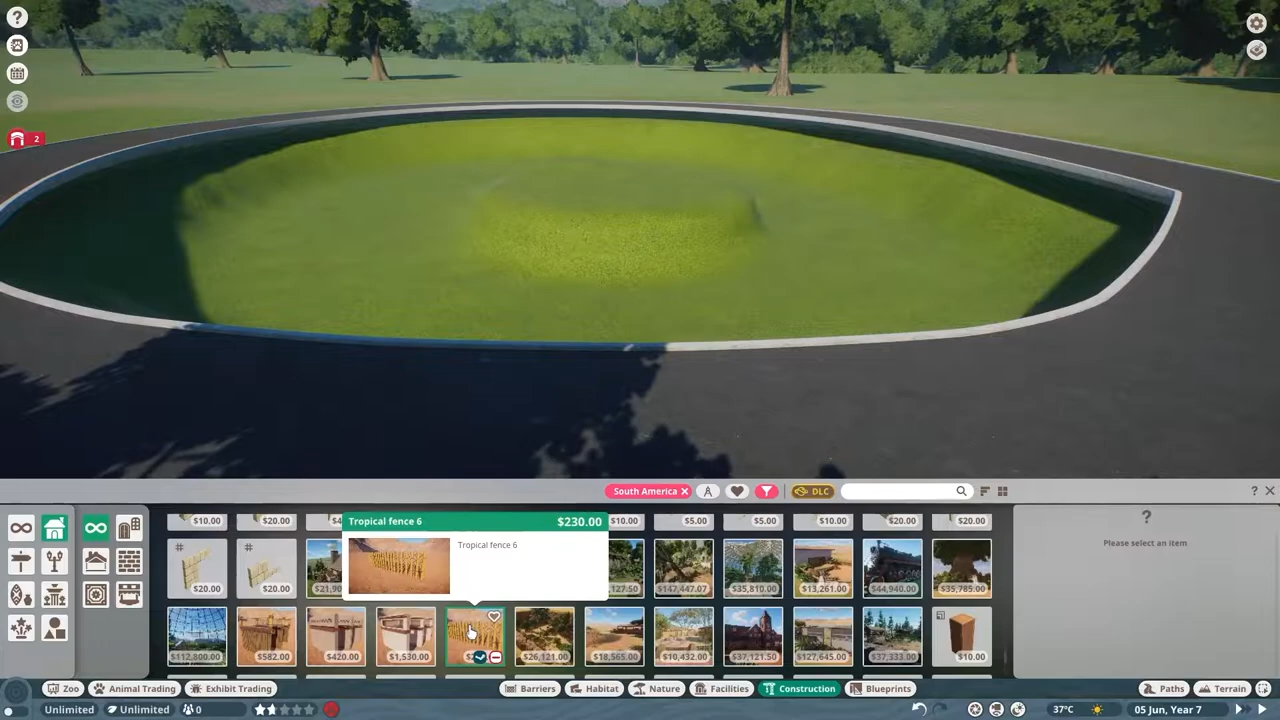 ?
2
South America ×
DLC
? ×
$10.00 $20.00 $10.00 $5.00 $5.00 $10.00 $20.00 $20.00
Tropical fence 6 $230.00
Tropical fence 6
?
Please select an item
# $20.00 # $20.00 $147,447.07 $35,810.00 $13,261.00 $44,940.00 $35,785.00
$112,800.00 $582.00 $420.00 $1,530.00 $26,121.00 $18,565.00 $10,432.00 $37,121.50 $127,645.00 $37,333.00 $10.00
Zoo Animal Trading Exhibit Trading Barriers Habitat Nature Facilities Construction Blueprints Paths Terrain
Unlimited Unlimited 0 37°C 05 Jun, Year 7